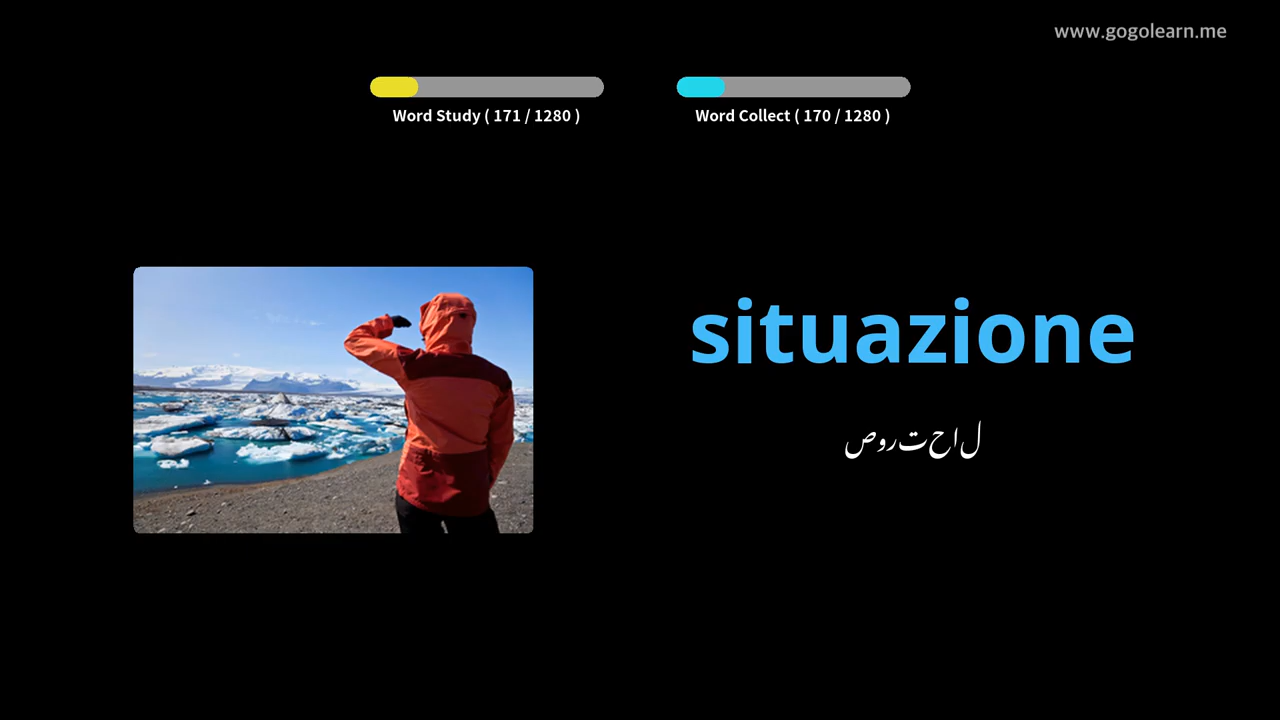 www.gogolearn.me
Word Study ( 171 / 1280 )
Word Collect ( 170 / 1280 )
situazione
صورتحال